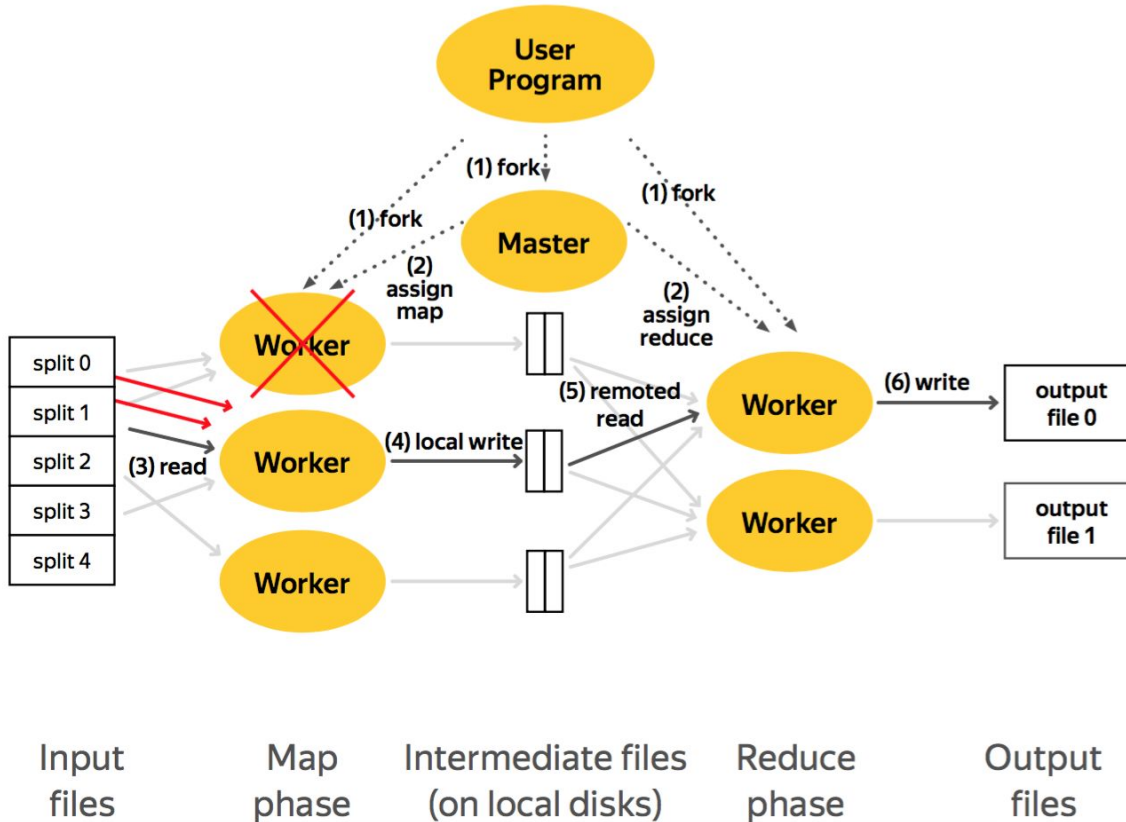 User
Program
(1) fork
(1) fork
(1) fork
Master
(2)
assign
map
(2)
assign
reduce
Worker
split 0
split 1
split 2
split 3
split 4
(3) read
Worker
(4) local write
(5) remoted
read
Worker
(6) write
output
file 0
Worker
Worker
output
file 1
Input
files
Map
phase
Intermediate files
(on local disks)
Reduce
phase
Output
files